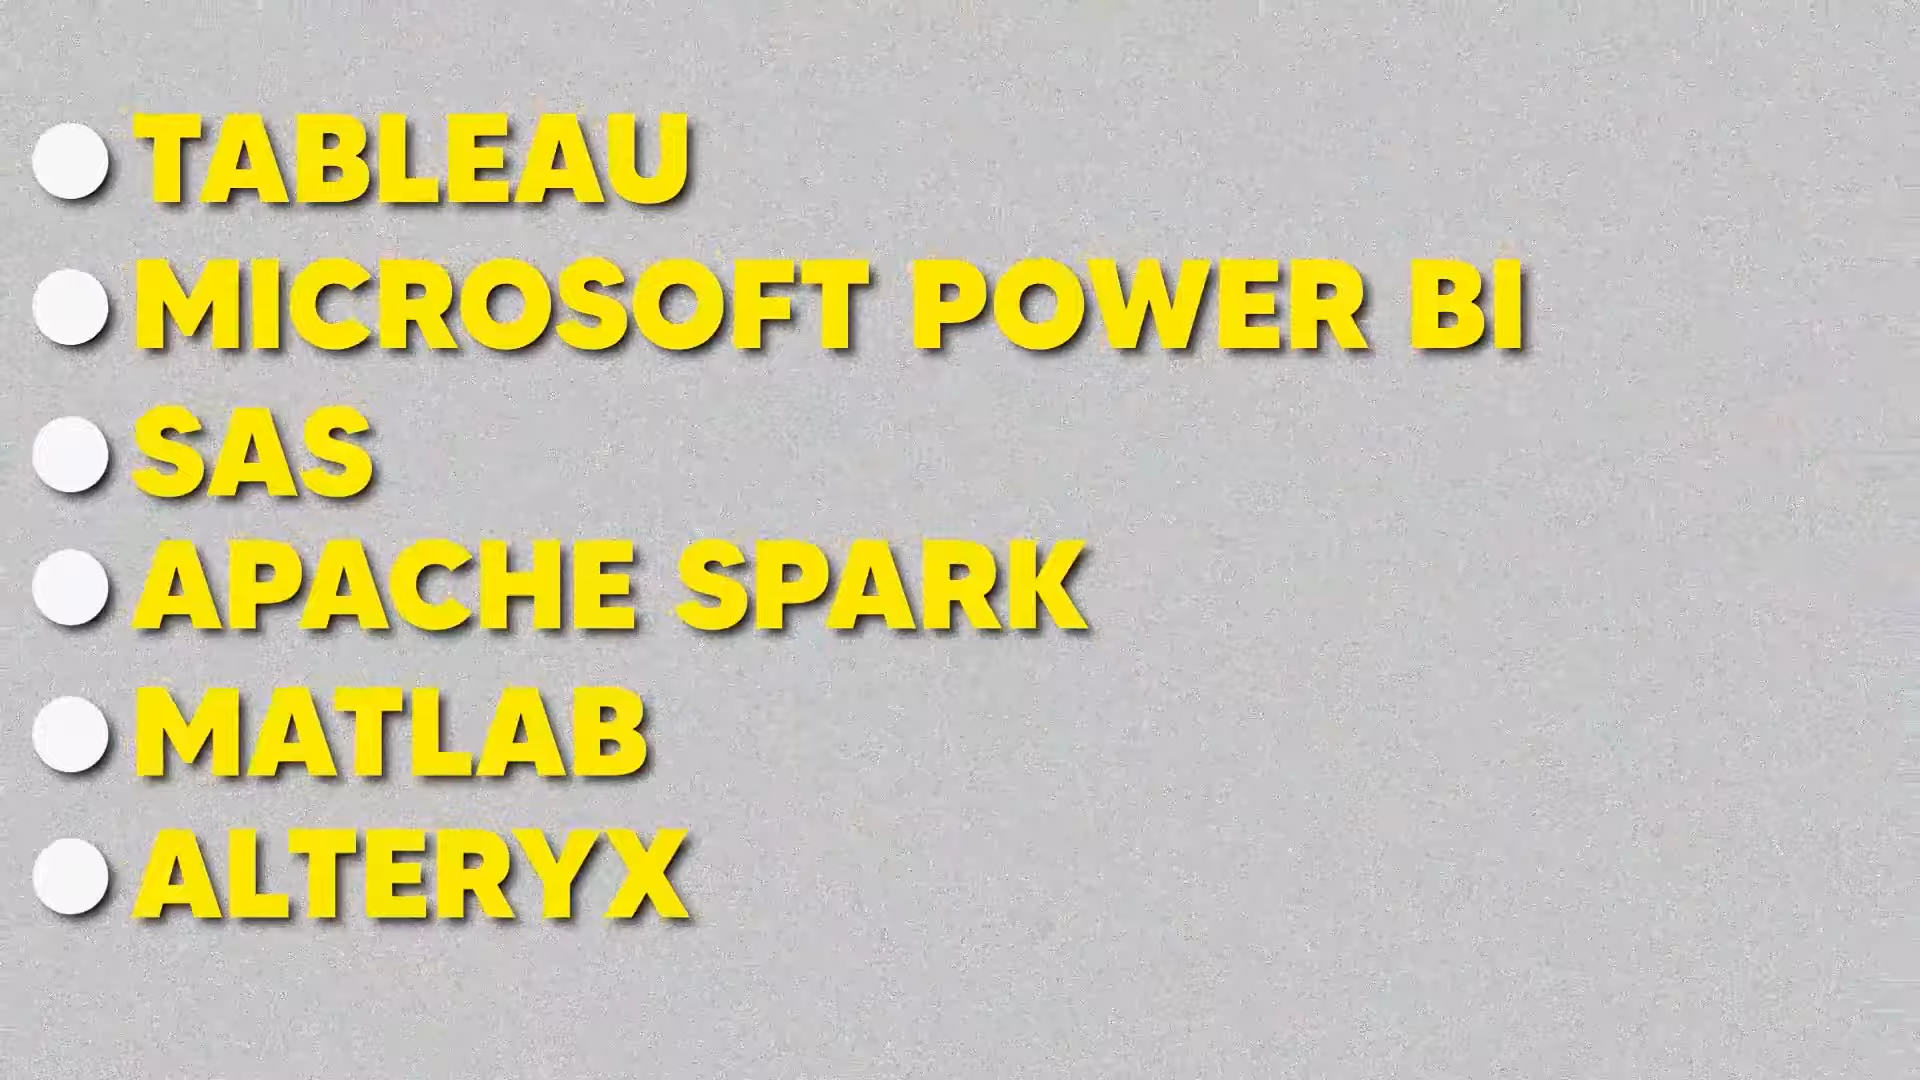 TABLEAU
MICROSOFT POWER BI
SAS
APACHE SPARK
MATLAB
ALTERYX